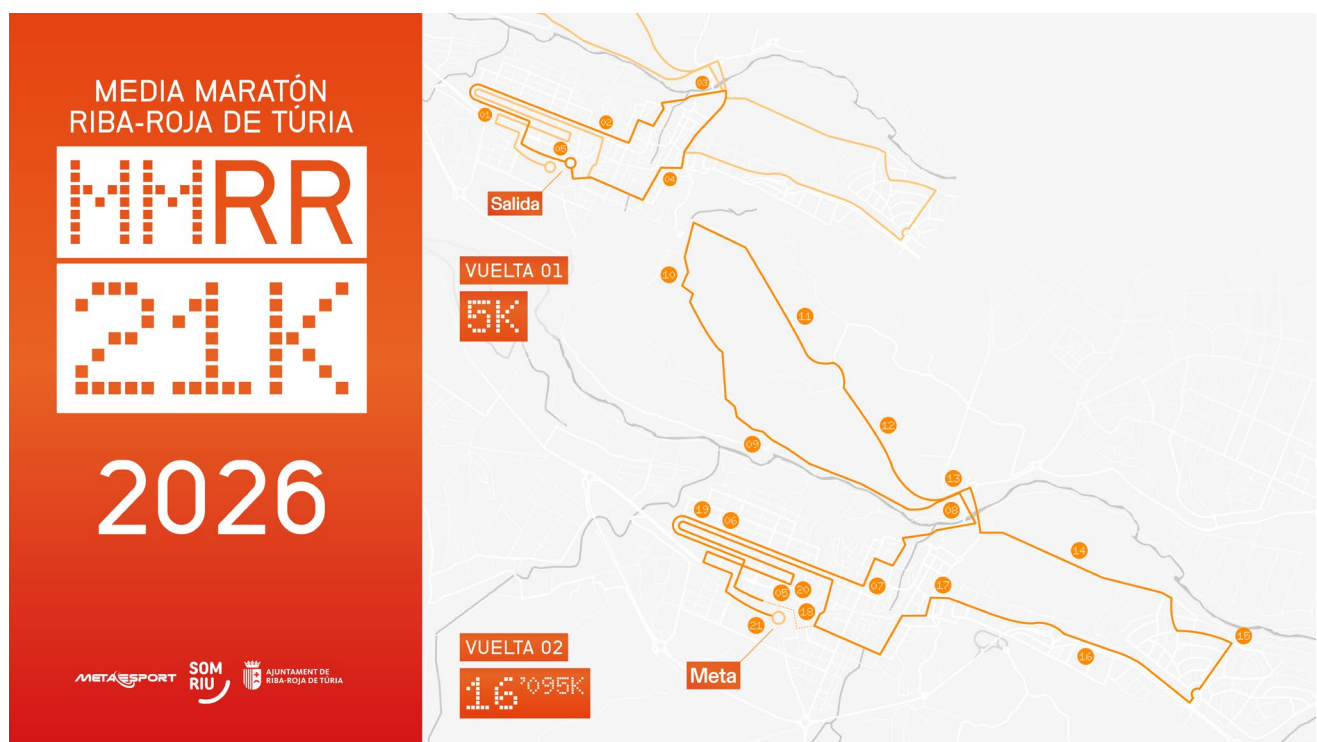 MEDIA MARATÓN
RIBA-ROJA DE TÚRIA
MMRR
21K
2026
METAESPORT
SOM
RIU
AJUNTAMENT DE
RIBA-ROJA DE TÚRIA
01
02
03
04
05
Salida
VUELTA 01
5K
10
11
12
09
13
08
19
06
14
07
17
05
20
18
21
15
16
Meta
VUELTA 02
16'095K